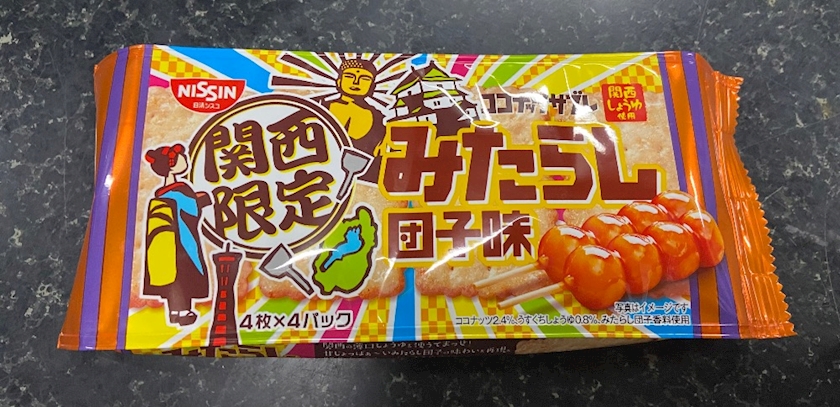 NISSIN
日清シスコ
関西
限定
ココナッツサブレ
関西
しょうゆ
使用
みたらし
団子味
4枚×4パック
写真はイメージです
ココナッツ2.4%、うすくちしょうゆ0.8%、みたらし団子香料使用